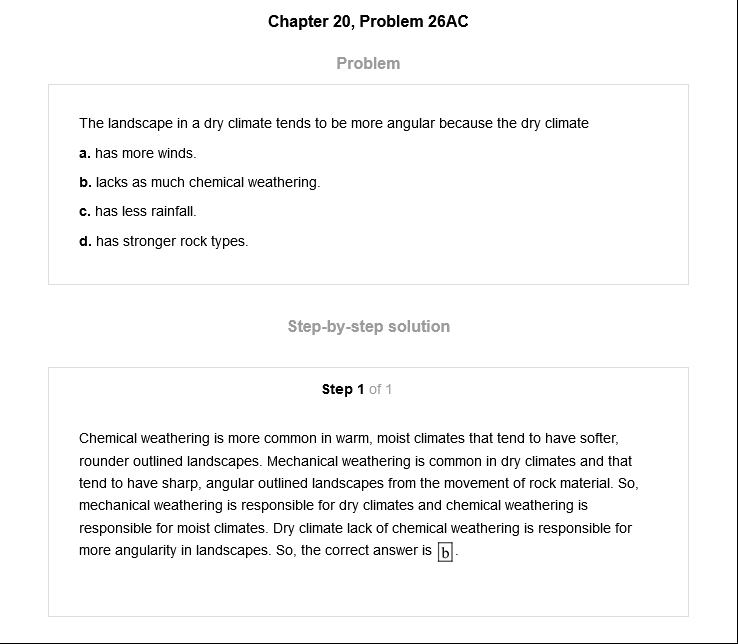 Chapter 20, Problem 26AC
Problem
The landscape in a dry climate tends to be more angular because the dry climate
a. has more winds.
b. lacks as much chemical weathering.
c. has less rainfall.
d. has stronger rock types.
Step-by-step solution
Step 1 of 1
Chemical weathering is more common in warm, moist climates that tend to have softer,
rounder outlined landscapes. Mechanical weathering is common in dry climates and that
tend to have sharp, angular outlined landscapes from the movement of rock material. So,
mechanical weathering is responsible for dry climates and chemical weathering is
responsible for moist climates. Dry climate lack of chemical weathering is responsible for
more angularity in landscapes. So, the correct answer is b.